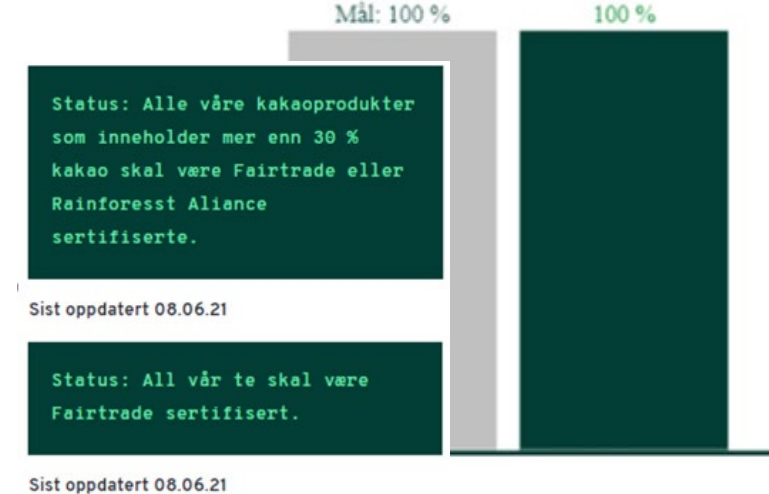 Mål: 100 %
100 %
Status: Alle våre kakaoprodukter
som inneholder mer enn 30 %
kakao skal være Fairtrade eller
Rainforesst Aliance
sertifiserte.
Sist oppdatert 08.06.21
Status: All vår te skal være
Fairtrade sertifisert.
Sist oppdatert 08.06.21